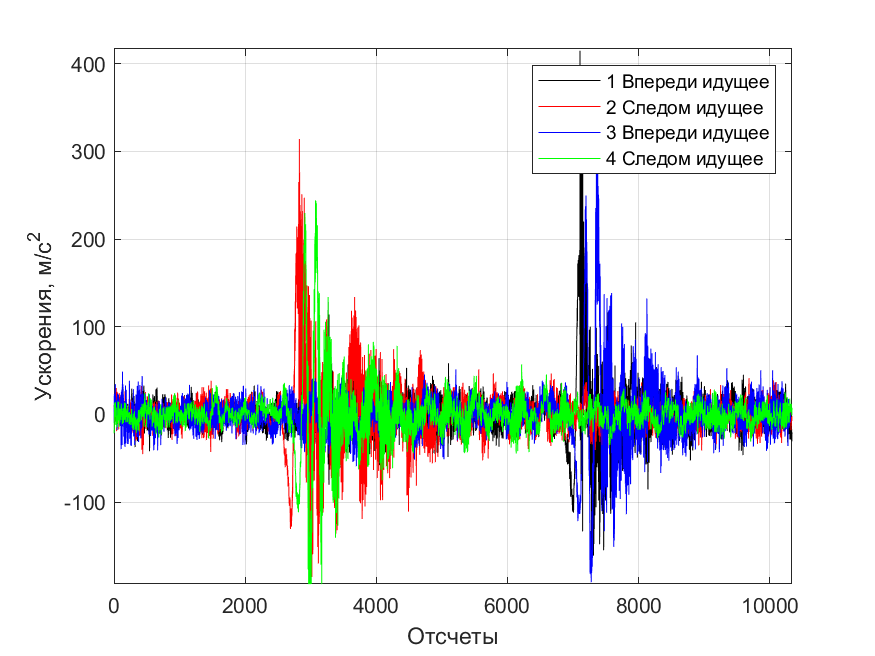 400
300
200
100
0
-100
Ускорения, м/с²
1 Впереди идущее
2 Следом идущее
3 Впереди идущее
4 Следом идущее
0 2000 4000 6000 8000 10000
Отсчеты